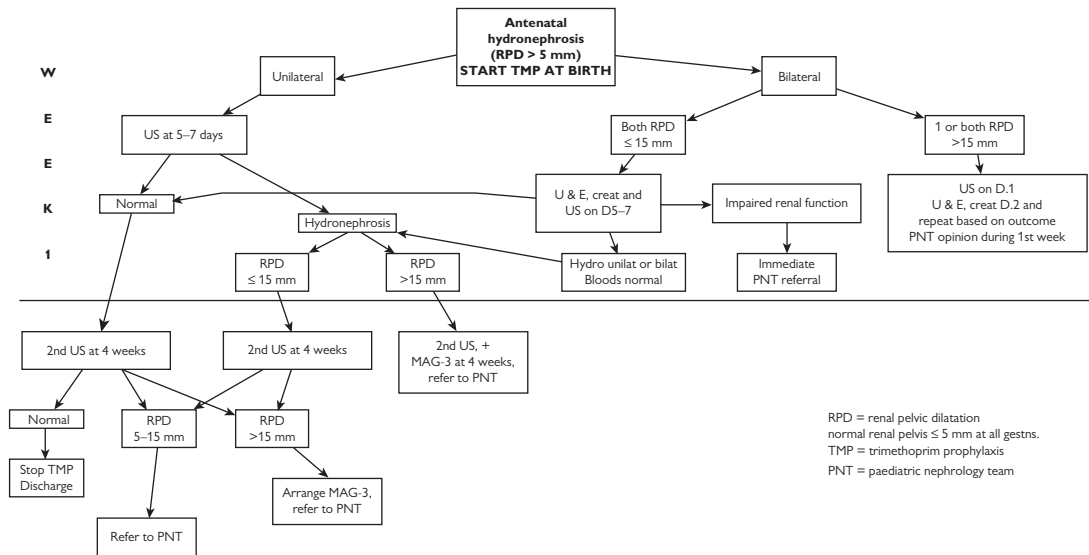 Antenatal
hydronephrosis
(RPD > 5 mm)
START TMP AT BIRTH
W
E
E
K
1
Unilateral
Bilateral
US at 5–7 days
Both RPD
≤ 15 mm
1 or both RPD
>15 mm
Normal
U & E, creat and
US on D5–7
Impaired renal function
US on D.1
U & E, creat D.2 and
repeat based on outcome
PNT opinion during 1st week
Hydronephrosis
RPD
≤ 15 mm
RPD
>15 mm
Hydro unilat or bilat
Bloods normal
Immediate
PNT referral
2nd US at 4 weeks
2nd US at 4 weeks
2nd US, +
MAG-3 at 4 weeks,
refer to PNT
Normal
RPD
5–15 mm
RPD
>15 mm
Stop TMP
Discharge
Arrange MAG-3,
refer to PNT
Refer to PNT
RPD = renal pelvic dilatation
normal renal pelvis ≤ 5 mm at all gestns.
TMP = trimethoprim prophylaxis
PNT = paediatric nephrology team